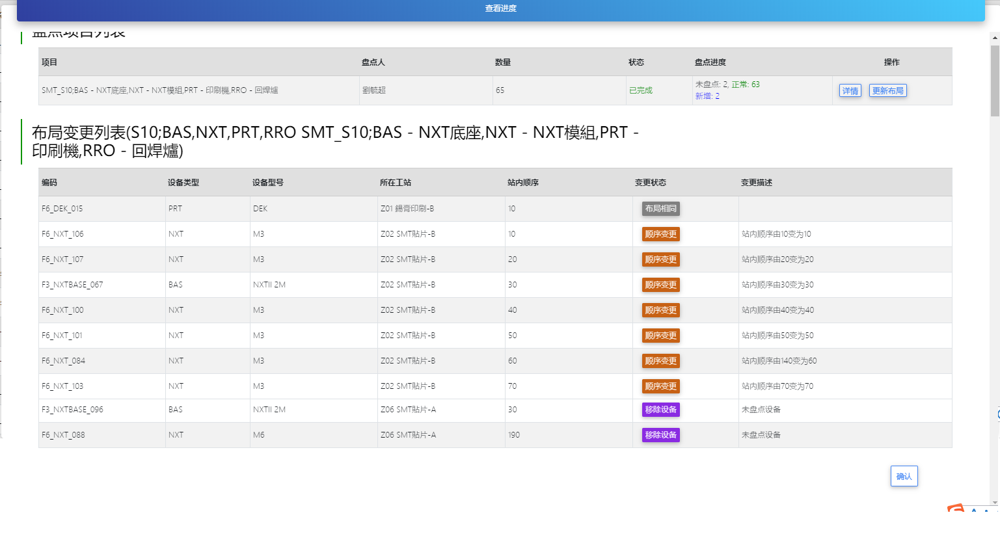 查看进度
盘点项目列表
项目 盘点人 数量 状态 盘点进度 操作
SMT_S10;BAS - NXT底座,NXT - NXT模組,PRT - 印刷機,RRO - 回焊爐 劉毓超 65 已完成 未盘点: 2, 正常: 63 详情 更新布局
新增: 2
布局变更列表(S10;BAS,NXT,PRT,RRO SMT_S10;BAS - NXT底座,NXT - NXT模組,PRT -
印刷機,RRO - 回焊爐)
编码 设备类型 设备型号 所在工站 站内顺序 变更状态 变更描述
F6_DEK_015 PRT DEK Z01 錫膏印刷-B 10 布局相同
F6_NXT_106 NXT M3 Z02 SMT貼片-B 10 顺序变更 站内顺序由10变为10
F6_NXT_107 NXT M3 Z02 SMT貼片-B 20 顺序变更 站内顺序由20变为20
F3_NXTBASE_067 BAS NXTII 2M Z02 SMT貼片-B 30 顺序变更 站内顺序由30变为30
F6_NXT_100 NXT M3 Z02 SMT貼片-B 40 顺序变更 站内顺序由40变为40
F6_NXT_101 NXT M3 Z02 SMT貼片-B 50 顺序变更 站内顺序由50变为50
F6_NXT_084 NXT M3 Z02 SMT貼片-B 60 顺序变更 站内顺序由140变为60
F6_NXT_103 NXT M3 Z02 SMT貼片-B 70 顺序变更 站内顺序由70变为70
F3_NXTBASE_096 BAS NXTII 2M Z06 SMT貼片-A 30 移除设备 未盘点设备
F6_NXT_088 NXT M6 Z06 SMT貼片-A 190 移除设备 未盘点设备
确认